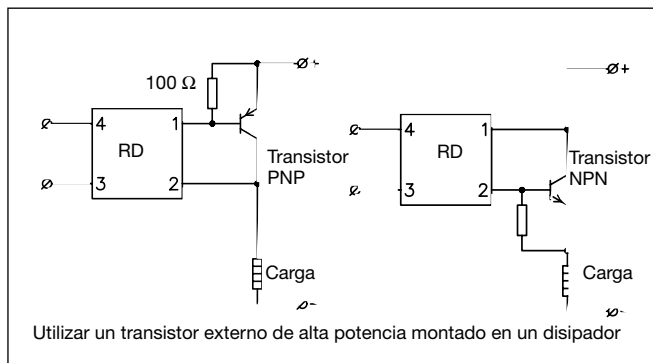 100 Ω
+
+
4
1
RD
3
2
Transistor
PNP
Carga
-
4
1
RD
3
2
Transistor
NPN
Carga
-
Utilizar un transistor externo de alta potencia montado en un disipador